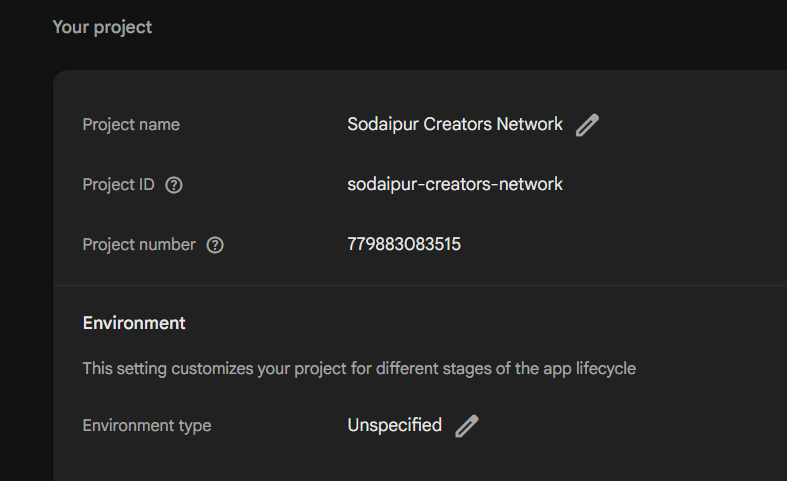 Your project
Project name Sodaipur Creators Network
Project ID sodaipur-creators-network
Project number 779883083515
Environment
This setting customizes your project for different stages of the app lifecycle
Environment type Unspecified